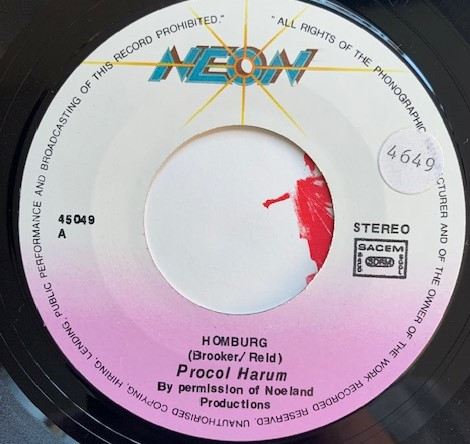 "ALL RIGHTS OF THE PHONOGRAPHIC
CTURER AND OF THE OWNER OF THE WORK RECORDED RESERVED, UNAUTHORISED COPYING, HIRING, LENDING, PUBLIC PERFORMANCE AND BROADCASTING OF THIS RECORD PROHIBITED."
NEON
4649
45049
A
STEREO
SACEM
SDRM
HOMBURG
(Brooker/Reid)
Procol Harum
By permission of Noeland
Productions